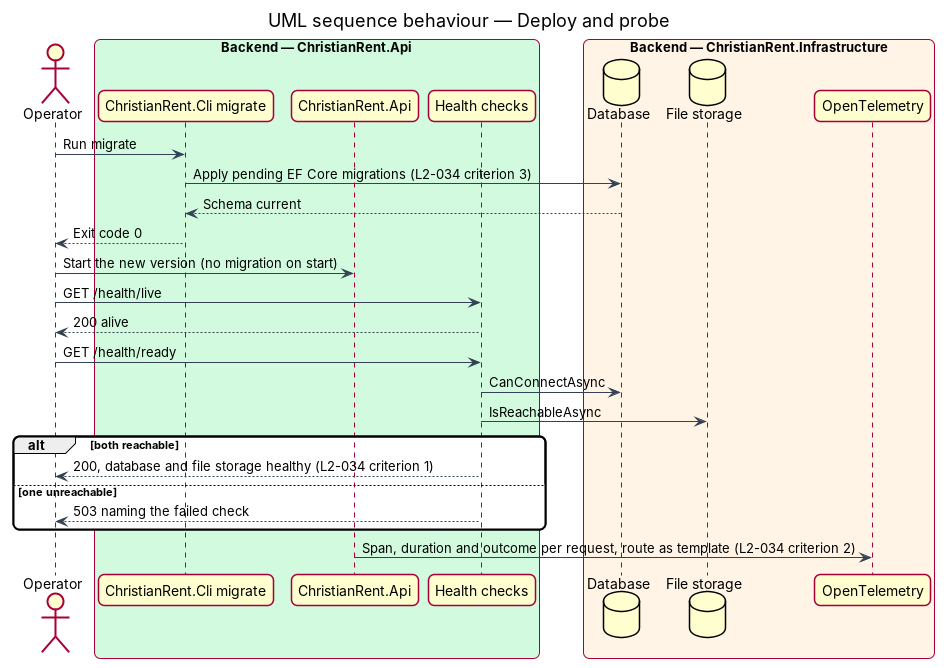 UML sequence behaviour — Deploy and probe
Backend — ChristianRent.Api
Backend — ChristianRent.Infrastructure
Operator
ChristianRent.Cli migrate
ChristianRent.Api
Health checks
Database
File storage
OpenTelemetry
Run migrate
Apply pending EF Core migrations (L2-034 criterion 3)
Schema current
Exit code 0
Start the new version (no migration on start)
GET /health/live
200 alive
GET /health/ready
CanConnectAsync
IsReachableAsync
alt
[both reachable]
200, database and file storage healthy (L2-034 criterion 1)
[one unreachable]
503 naming the failed check
Span, duration and outcome per request, route as template (L2-034 criterion 2)
Operator
ChristianRent.Cli migrate
ChristianRent.Api
Health checks
Database
File storage
OpenTelemetry